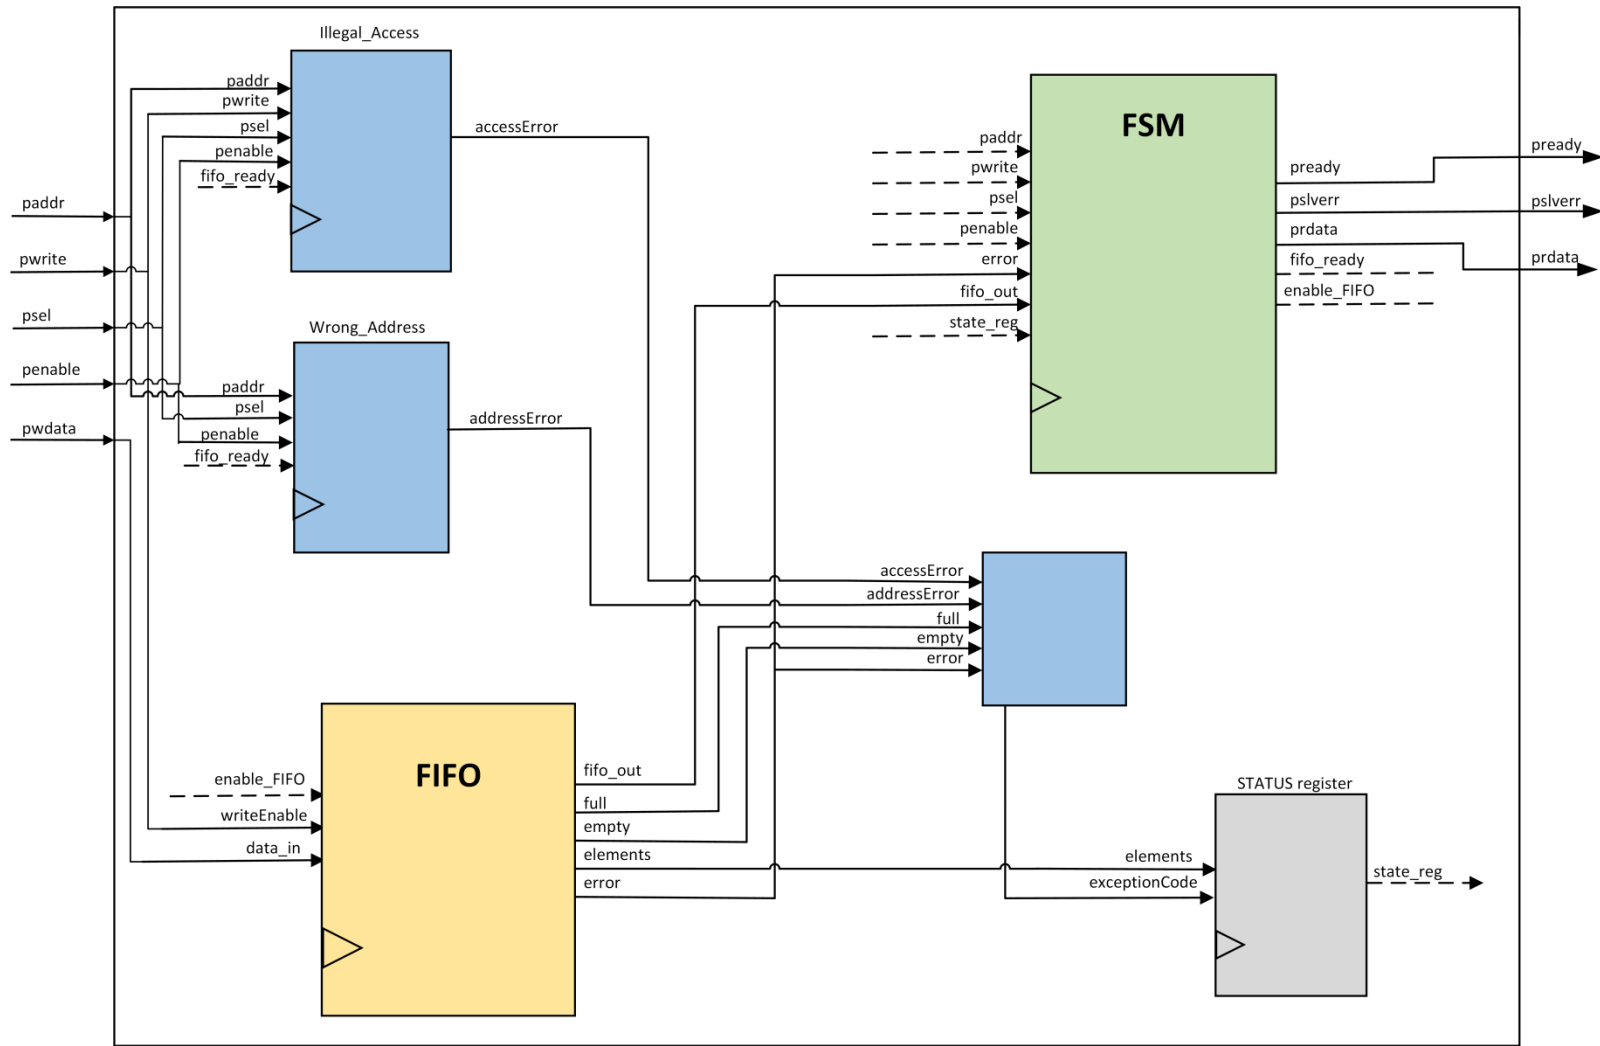 Illegal_Access
paddr
pwrite
psel
penable
fifo_ready
accessError
paddr
pwrite
psel
penable
pwdata
Wrong_Address
paddr
psel
penable
fifo_ready
addressError
FSM
paddr
pwrite
psel
penable
error
fifo_out
state_reg
pready
pslverr
prdata
fifo_ready
enable_FIFO
pready
pslverr
prdata
accessError
addressError
full
empty
error
FIFO
enable_FIFO
writeEnable
data_in
fifo_out
full
empty
elements
error
STATUS register
elements
exceptionCode
state_reg